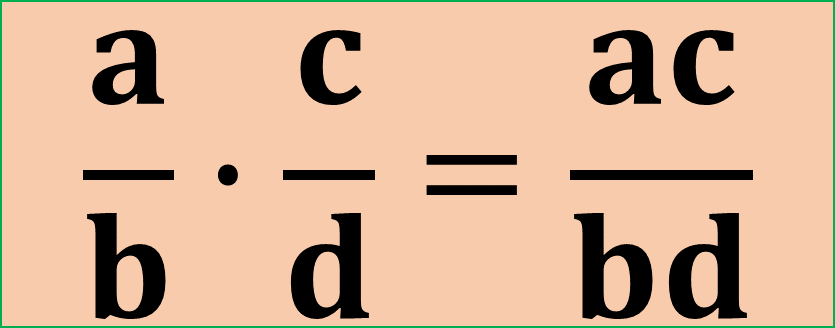 a/b · c/d = ac/bd